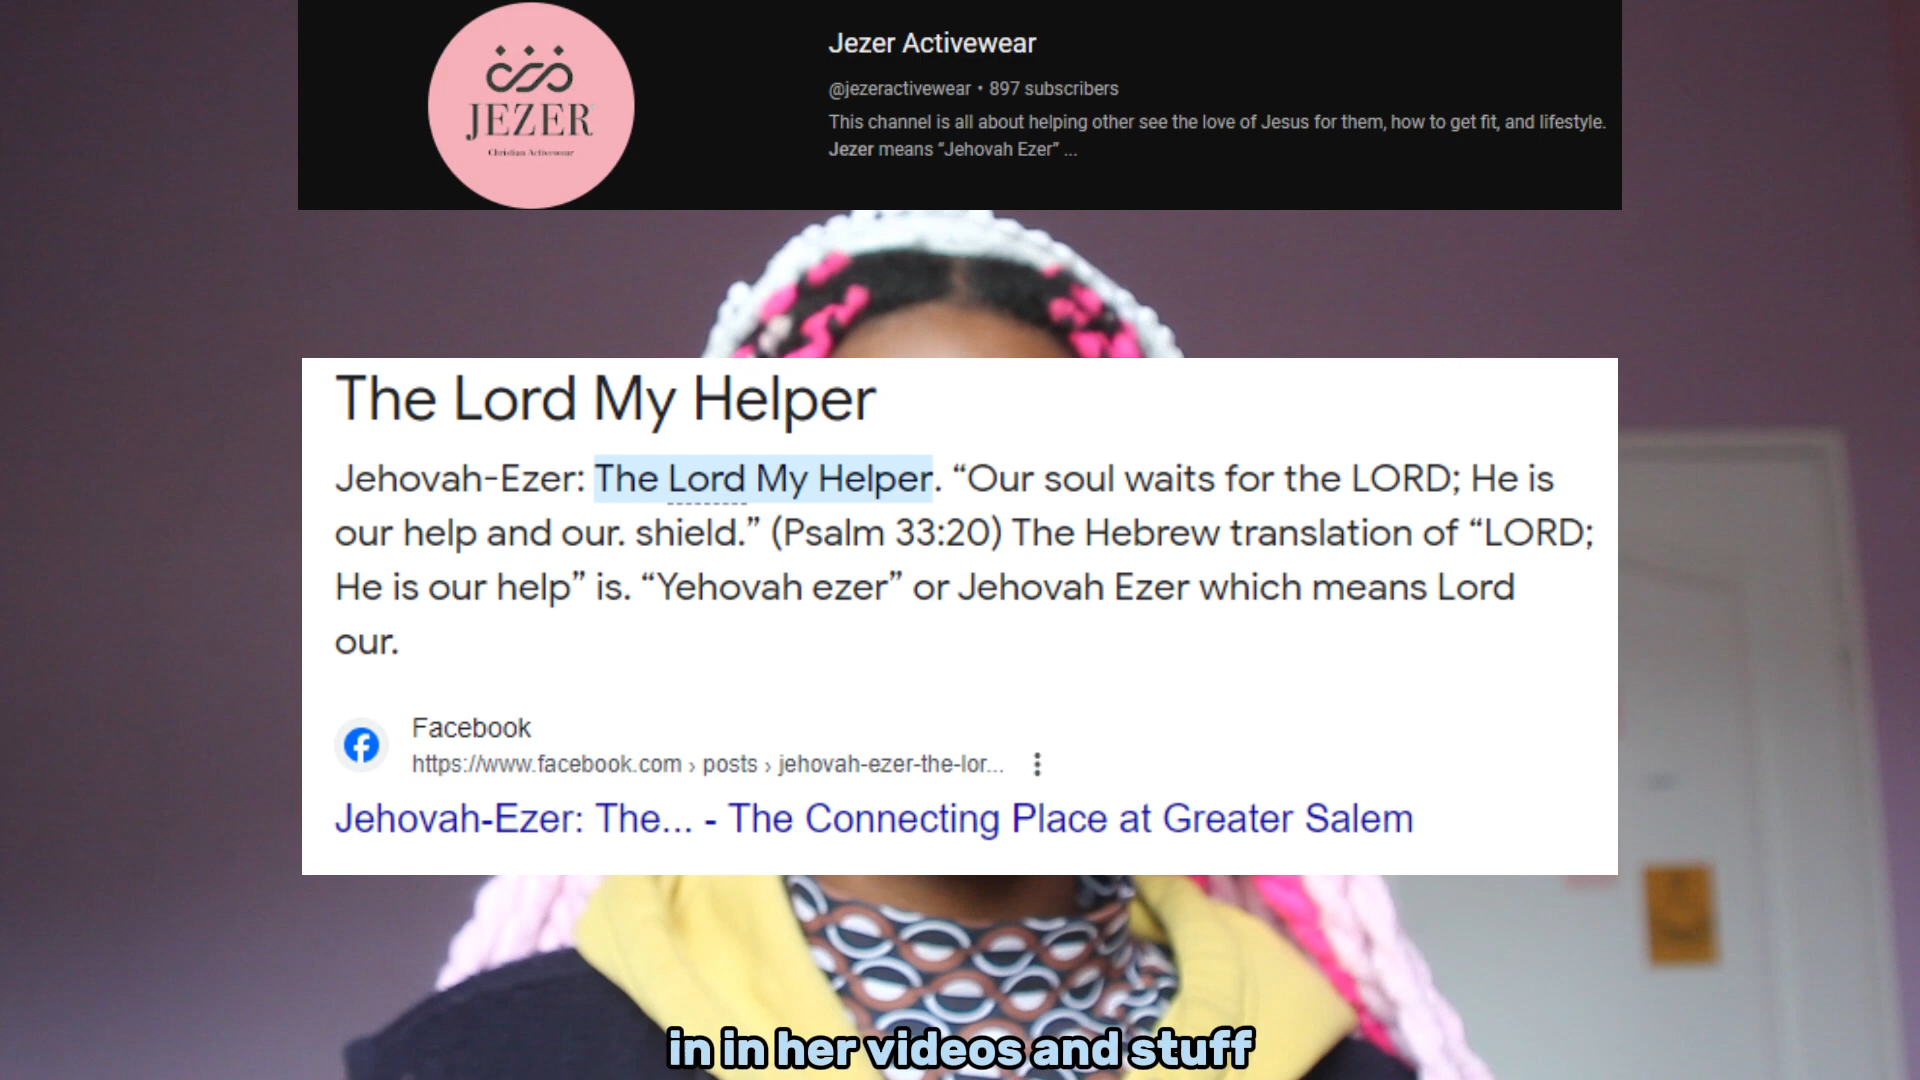 JEZER
Christian Activewear
Jezer Activewear
@jezeractivewear • 897 subscribers
This channel is all about helping other see the love of Jesus for them, how to get fit, and lifestyle.
Jezer means “Jehovah Ezer” ...
The Lord My Helper
Jehovah-Ezer: The Lord My Helper. “Our soul waits for the LORD; He is
our help and our. shield.” (Psalm 33:20) The Hebrew translation of “LORD;
He is our help” is. “Yehovah ezer” or Jehovah Ezer which means Lord
our.
Facebook
https://www.facebook.com › posts › jehovah-ezer-the-lor...
Jehovah-Ezer: The... - The Connecting Place at Greater Salem
in in her videos and stuff